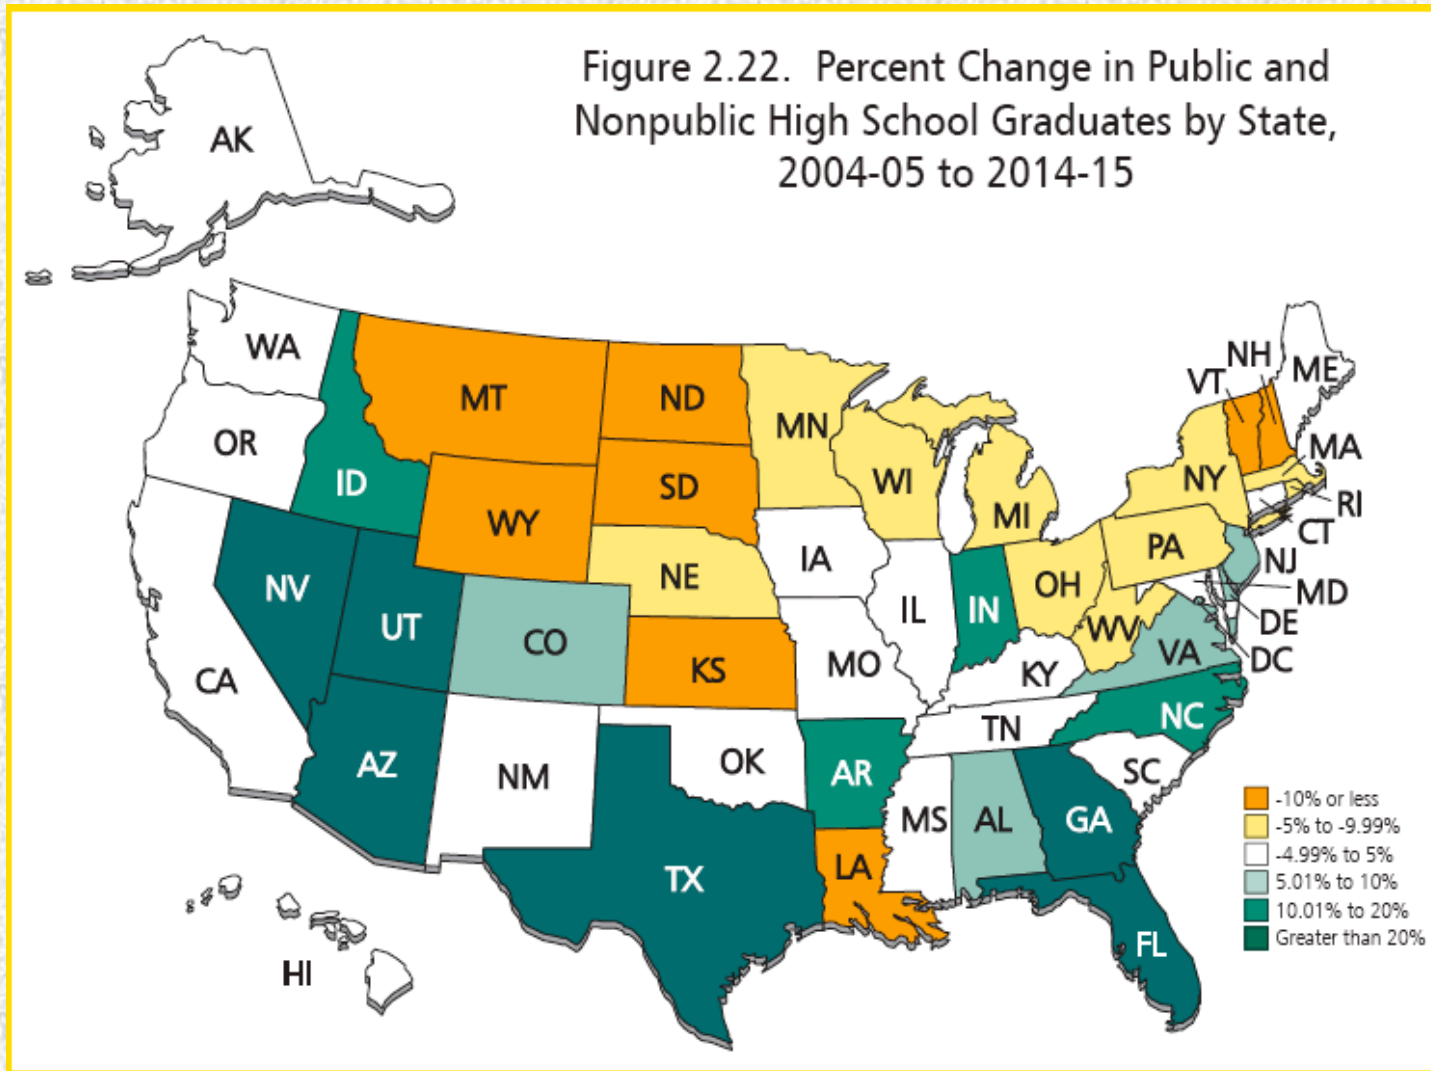 Figure 2.22. Percent Change in Public and
Nonpublic High School Graduates by State,
2004-05 to 2014-15
AK
WA
OR
CA
ID
NV
MT
WY
UT
AZ
CO
NM
ND
SD
NE
KS
OK
TX
MN
IA
MO
AR
LA
WI
IL
MS
MI
IN
KY
TN
AL
OH
WV
GA
FL
SC
NC
VA
PA
NY
VT
NH
ME
MA
RI
CT
NJ
MD
DE
DC
HI
-10% or less
-5% to -9.99%
-4.99% to 5%
5.01% to 10%
10.01% to 20%
Greater than 20%